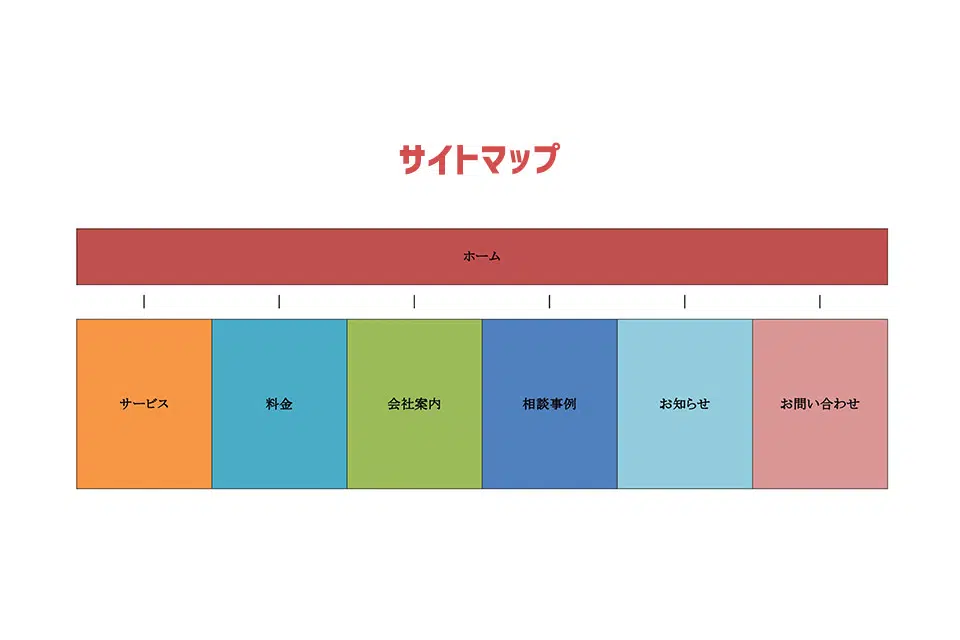 サイトマップ
ホーム
サービス
料金
会社案内
相談事例
お知らせ
お問い合わせ